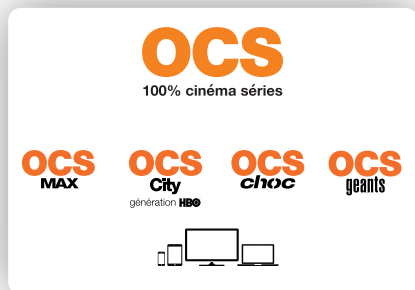 OCS
100% cinéma séries
OCS
MAX
OCS
City
génération HBO
OCS
choc
OCS
geants